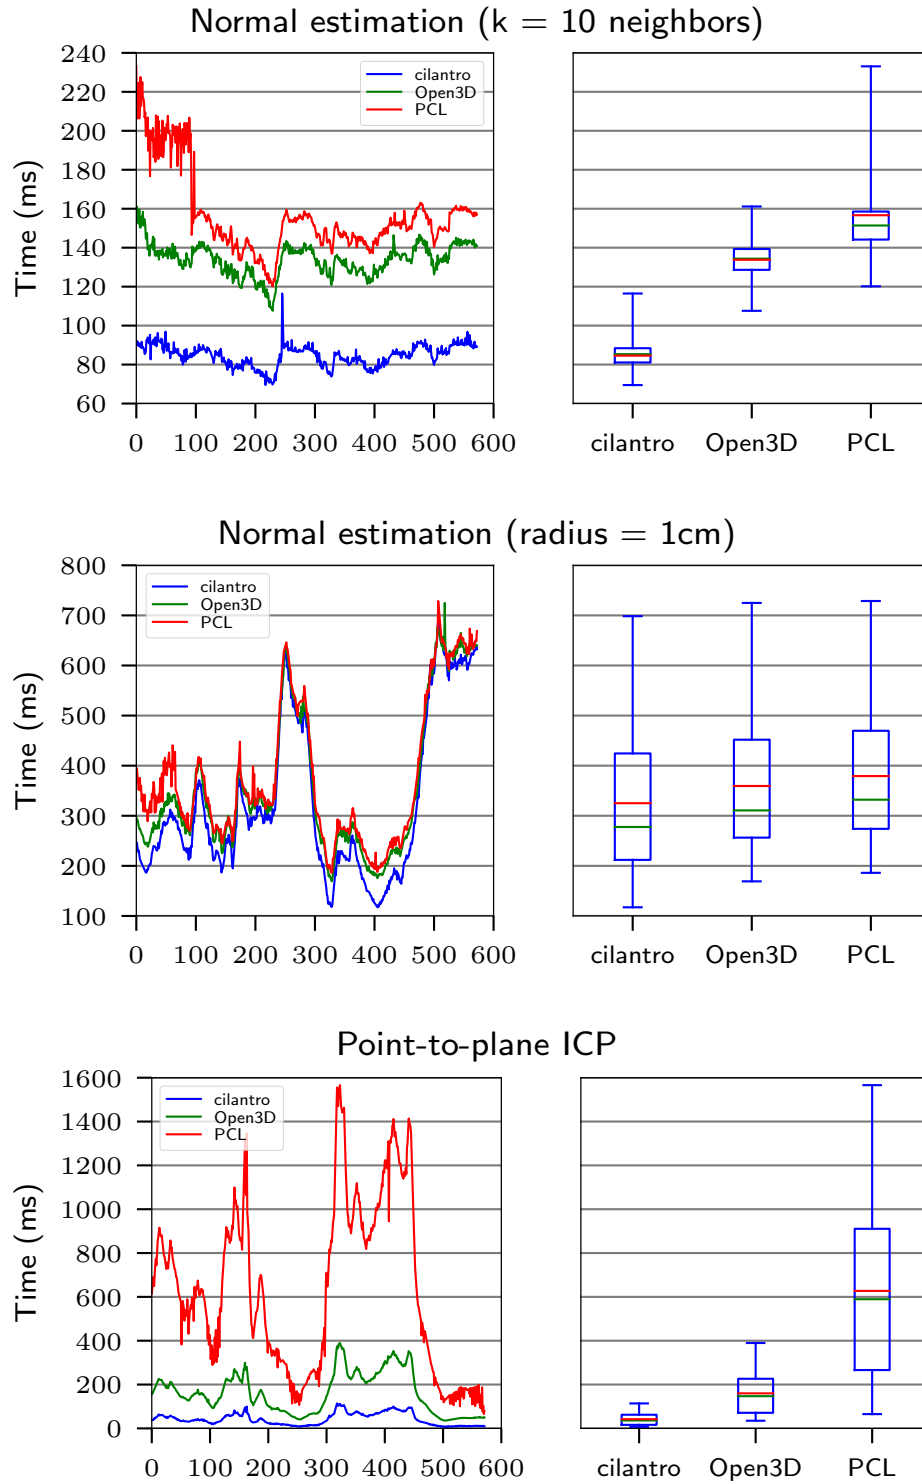 Normal estimation (k = 10 neighbors)
240
220
200
180
160
140
120
100
80
60
Time (ms)
cilantro
Open3D
PCL
0 100 200 300 400 500 600
cilantro Open3D PCL
Normal estimation (radius = 1cm)
800
700
600
500
400
300
200
100
Time (ms)
cilantro
Open3D
PCL
0 100 200 300 400 500 600
cilantro Open3D PCL
Point-to-plane ICP
1600
1400
1200
1000
800
600
400
200
0
Time (ms)
cilantro
Open3D
PCL
0 100 200 300 400 500 600
cilantro Open3D PCL